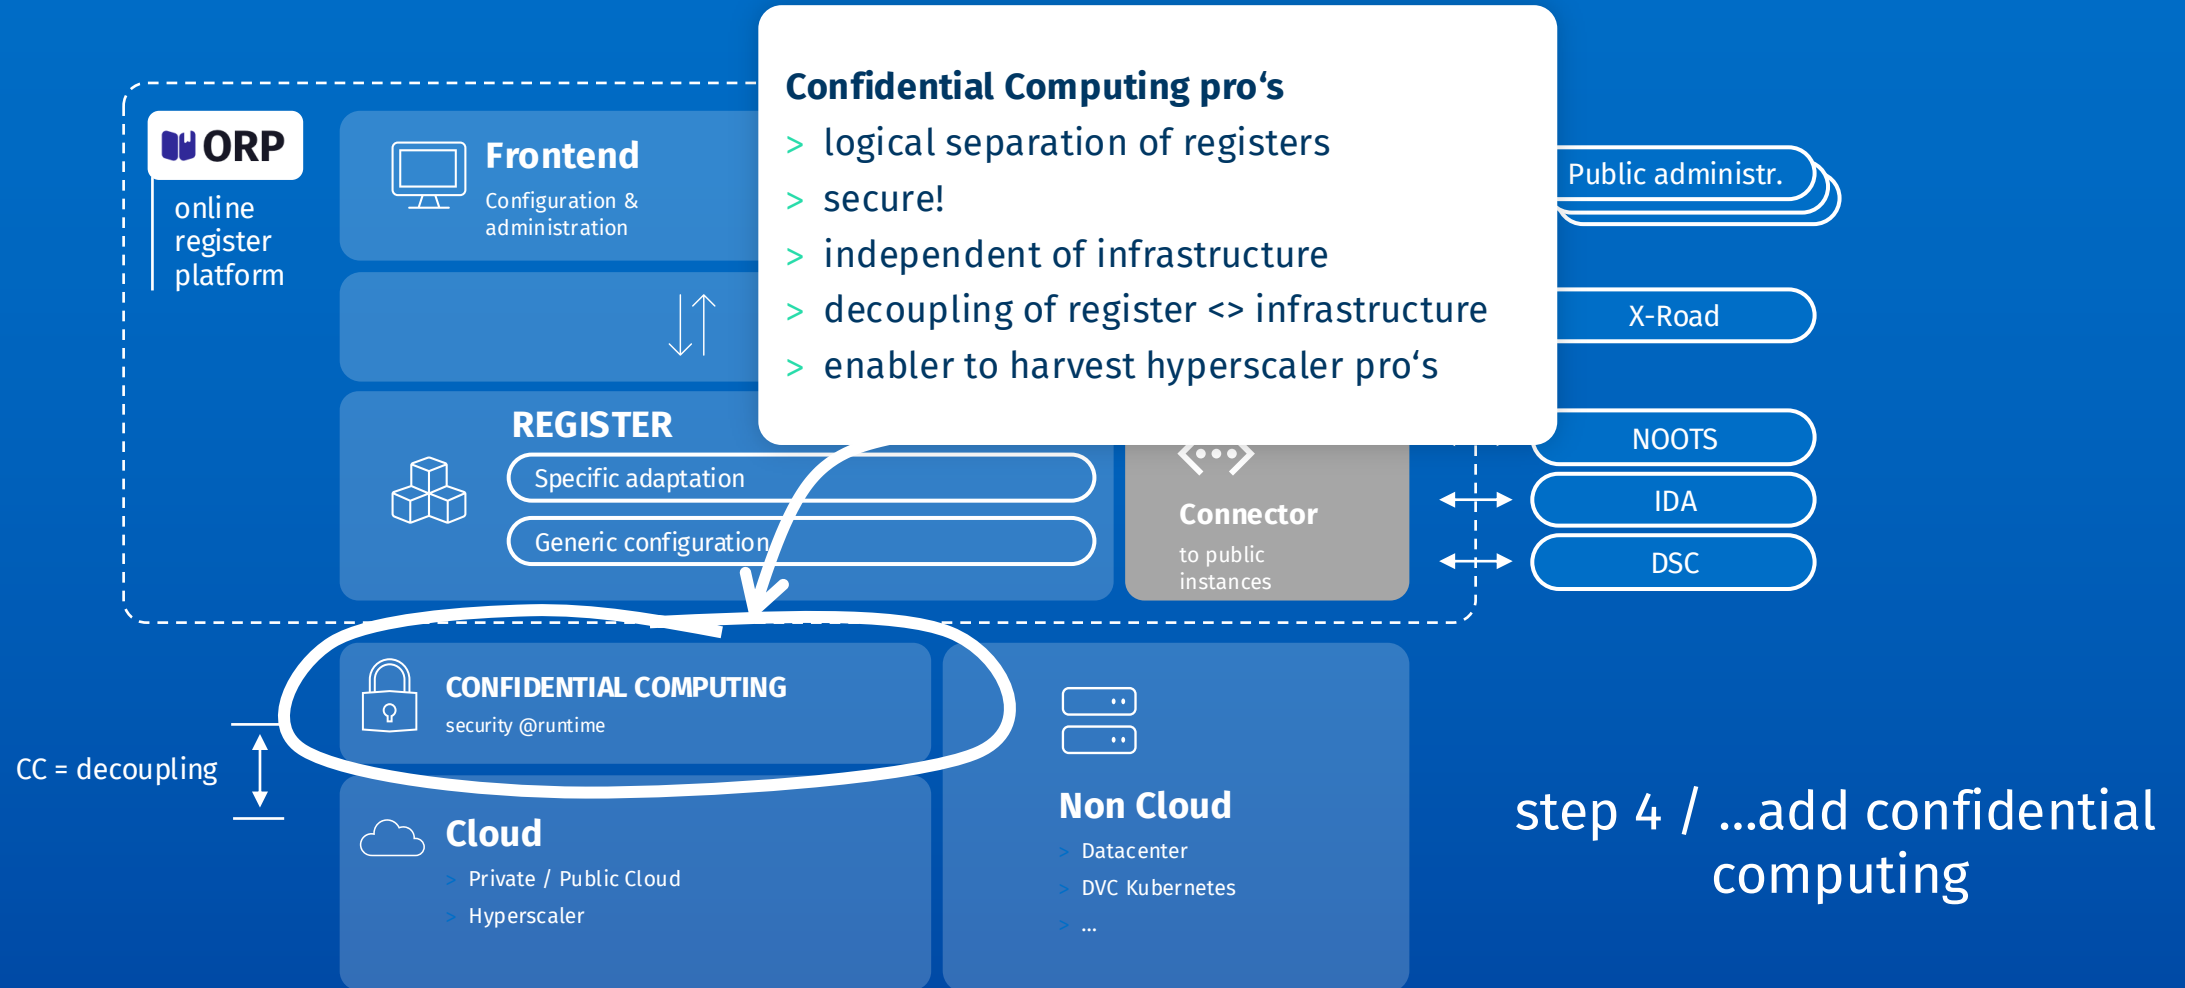 ORP
online
register
platform
Frontend
Configuration &
administration
Confidential Computing pro‘s
> logical separation of registers
> secure!
> independent of infrastructure
> decoupling of register <> infrastructure
> enabler to harvest hyperscaler pro‘s
Public administr.
X-Road
NOOTS
IDA
DSC
REGISTER
Specific adaptation
Generic configuration
Connector
to public
instances
CONFIDENTIAL COMPUTING
security @runtime
CC = decoupling
Cloud
> Private / Public Cloud
> Hyperscaler
Non Cloud
> Datacenter
> DVC Kubernetes
> ...
step 4 / ...add confidential
computing